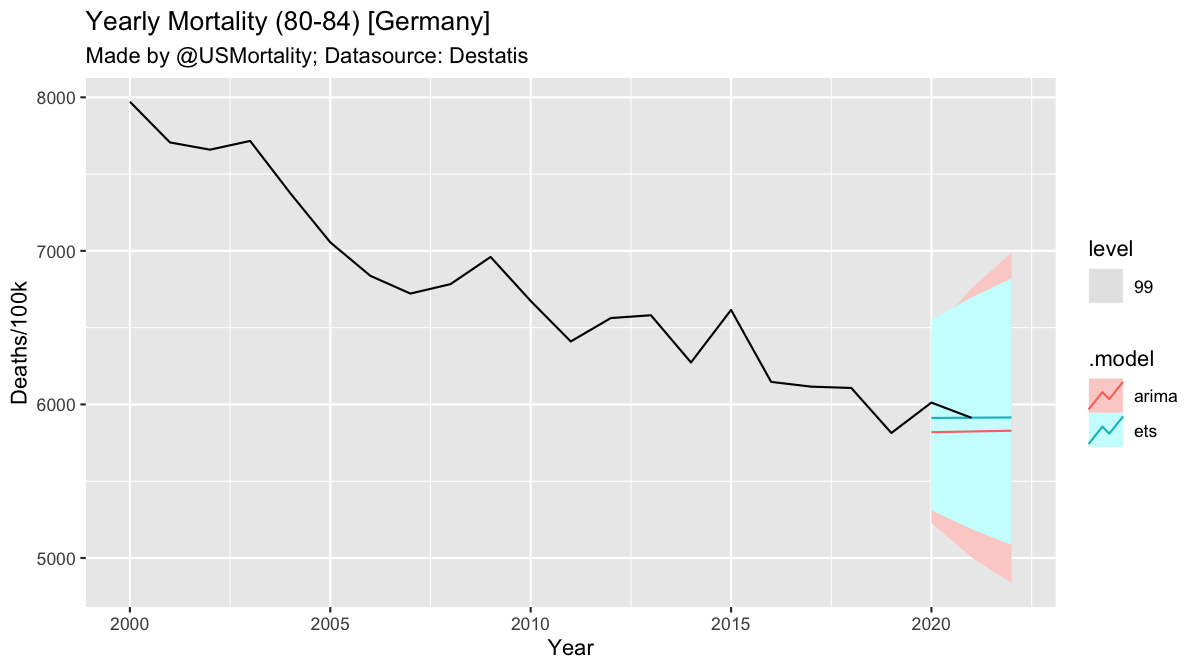 Yearly Mortality (80-84) [Germany]
Made by @USMortality; Datasource: Destatis
8000
7000
6000
5000
Deaths/100k
2000 2005 2010 2015 2020
Year
level
99
.model
arima
ets